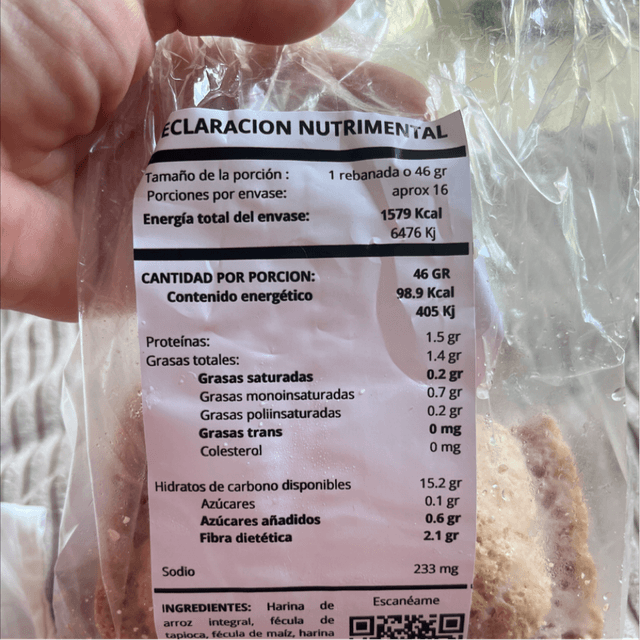 ECLARACION NUTRIMENTAL
Tamaño de la porción : 1 rebanada o 46 gr
Porciones por envase: aprox 16
Energía total del envase: 1579 Kcal
6476 Kj
CANTIDAD POR PORCION: 46 GR
Contenido energético 98.9 Kcal
405 Kj
Proteínas: 1.5 gr
Grasas totales: 1.4 gr
Grasas saturadas 0.2 gr
Grasas monoinsaturadas 0.7 gr
Grasas poliinsaturadas 0.2 gr
Grasas trans 0 mg
Colesterol 0 mg
Hidratos de carbono disponibles 15.2 gr
Azúcares 0.1 gr
Azúcares añadidos 0.6 gr
Fibra dietética 2.1 gr
Sodio 233 mg
INGREDIENTES: Harina de
arroz integral, fécula de
tapioca, fécula de maíz, harina
Escanéame